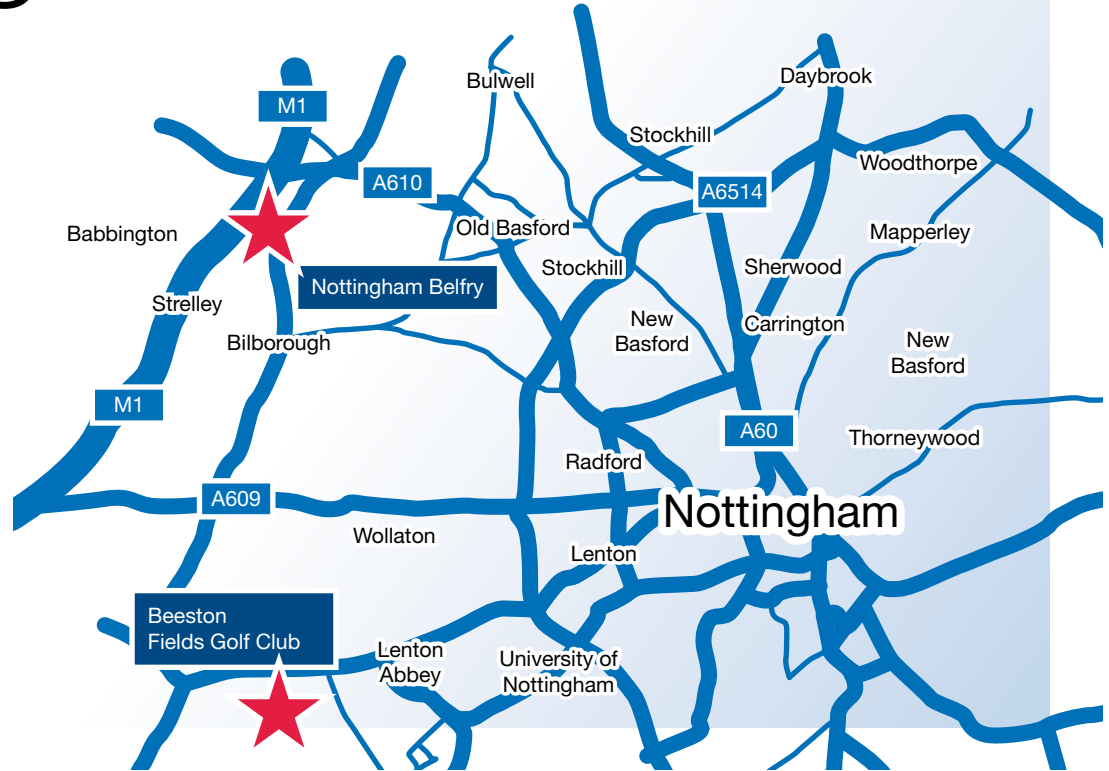 Bulwell
Daybrook
M1
Stockhill
Woodthorpe
A610
A6514
Babbington
Old Basford
Mapperley
Stockhill
Sherwood
Nottingham Belfry
Strelley
New
Basford
Carrington
Bilborough
New
Basford
M1
A60
Thorneywood
Radford
A609
Nottingham
Wollaton
Lenton
Beeston
Fields Golf Club
Lenton
Abbey
University of
Nottingham